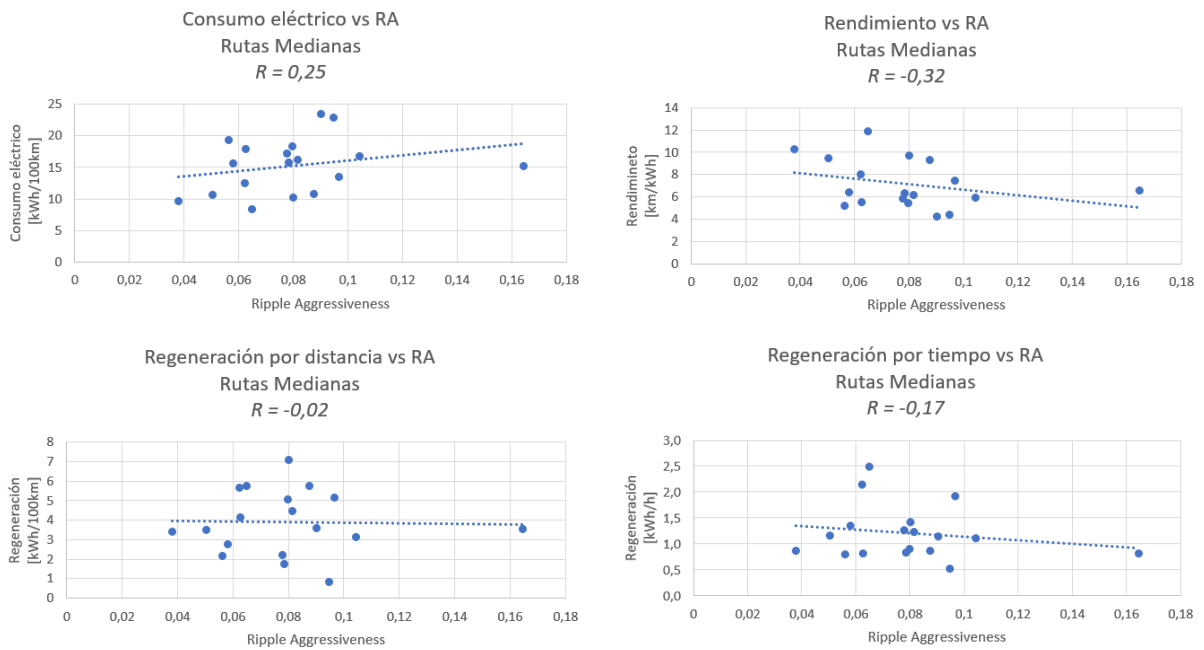 Consumo eléctrico vs RA
Rutas Medianas
R = 0,25
Consumo eléctrico
[kWh/100km]
25
20
15
10
5
0
0 0,02 0,04 0,06 0,08 0,1 0,12 0,14 0,16 0,18
Ripple Aggressiveness
Rendimiento vs RA
Rutas Medianas
R = -0,32
Rendimineto
[km/kWh]
14
12
10
8
6
4
2
0
0 0,02 0,04 0,06 0,08 0,1 0,12 0,14 0,16 0,18
Ripple Aggressiveness
Regeneración por distancia vs RA
Rutas Medianas
R = -0,02
Regeneración
[kWh/100km]
8
7
6
5
4
3
2
1
0
0 0,02 0,04 0,06 0,08 0,1 0,12 0,14 0,16 0,18
Ripple Aggressiveness
Regeneración por tiempo vs RA
Rutas Medianas
R = -0,17
Regeneración
[kWh/h]
3,0
2,5
2,0
1,5
1,0
0,5
0,0
0 0,02 0,04 0,06 0,08 0,1 0,12 0,14 0,16 0,18
Ripple Aggressiveness